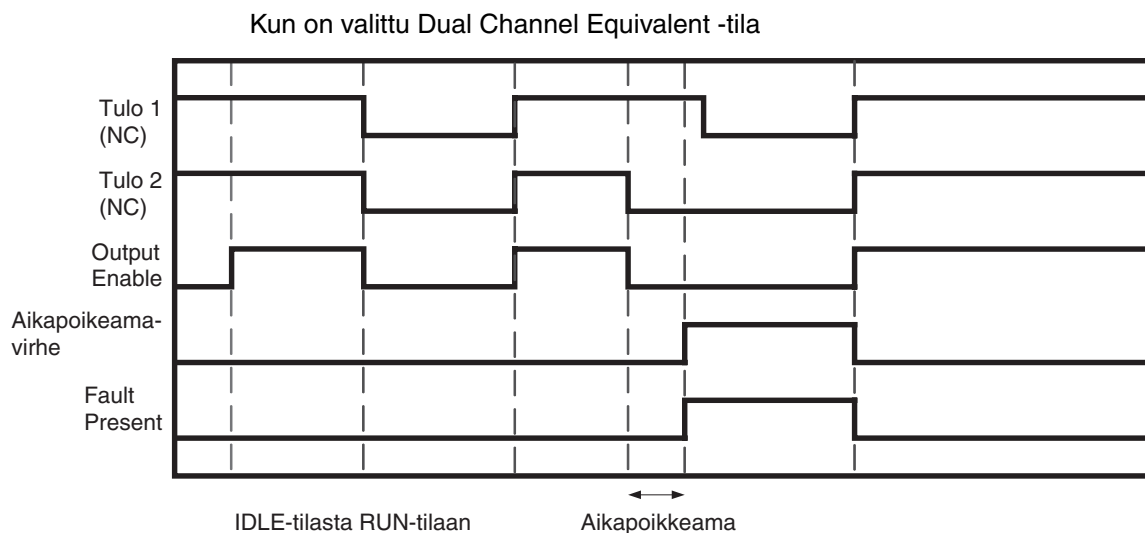 Kun on valittu Dual Channel Equivalent -tila
Tulo 1
(NC)
Tulo 2
(NC)
Output
Enable
Aikapoikeama-
virhe
Fault
Present
IDLE-tilasta RUN-tilaan
Aikapoikkeama